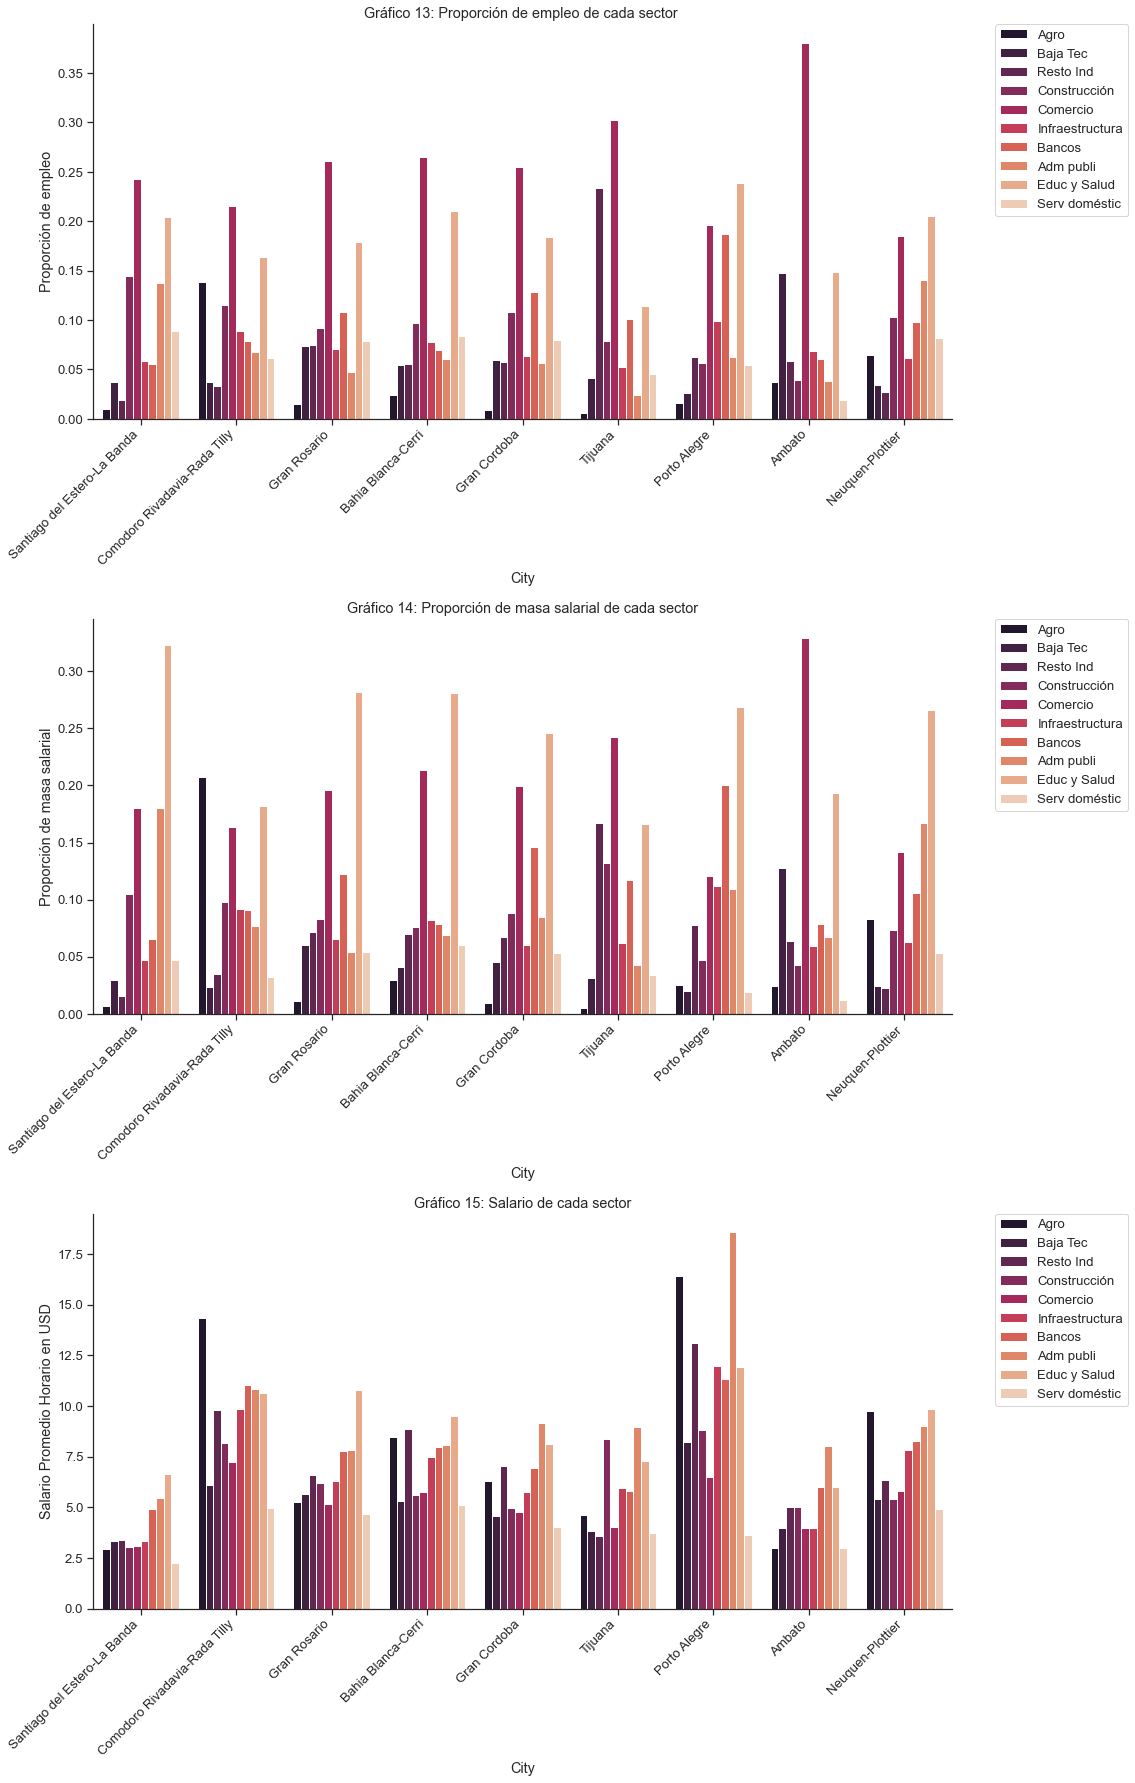 Gráfico 13: Proporción de empleo de cada sector
Proporción de empleo
0.35
0.30
0.25
0.20
0.15
0.10
0.05
0.00
Santiago del Estero-La Banda
Comodoro Rivadavia-Rada Tilly
Gran Rosario
Bahia Blanca-Cerri
Gran Cordoba
Tijuana
Porto Alegre
Ambato
Neuquen-Plottier
City
Agro
Baja Tec
Resto Ind
Construcción
Comercio
Infraestructura
Bancos
Adm publi
Educ y Salud
Serv doméstic
Gráfico 14: Proporción de masa salarial de cada sector
Proporción de masa salarial
0.30
0.25
0.20
0.15
0.10
0.05
0.00
Santiago del Estero-La Banda
Comodoro Rivadavia-Rada Tilly
Gran Rosario
Bahia Blanca-Cerri
Gran Cordoba
Tijuana
Porto Alegre
Ambato
Neuquen-Plottier
City
Agro
Baja Tec
Resto Ind
Construcción
Comercio
Infraestructura
Bancos
Adm publi
Educ y Salud
Serv doméstic
Gráfico 15: Salario de cada sector
Salario Promedio Horario en USD
17.5
15.0
12.5
10.0
7.5
5.0
2.5
0.0
Santiago del Estero-La Banda
Comodoro Rivadavia-Rada Tilly
Gran Rosario
Bahia Blanca-Cerri
Gran Cordoba
Tijuana
Porto Alegre
Ambato
Neuquen-Plottier
City
Agro
Baja Tec
Resto Ind
Construcción
Comercio
Infraestructura
Bancos
Adm publi
Educ y Salud
Serv doméstic